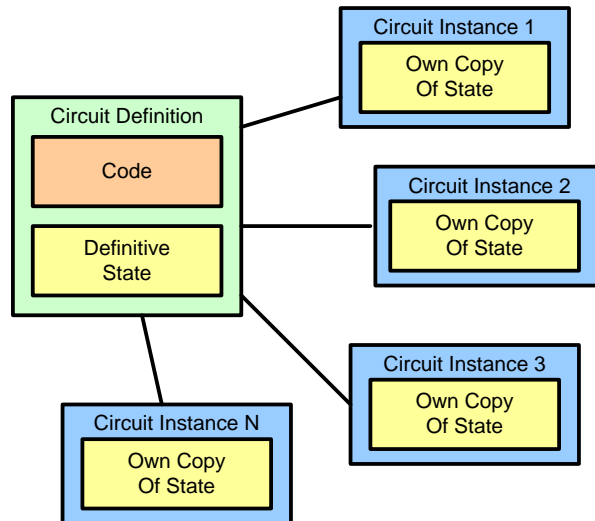 Circuit Instance 1
Own Copy
Of State
Circuit Definition
Code
Definitive
State
Circuit Instance 2
Own Copy
Of State
Circuit Instance 3
Own Copy
Of State
Circuit Instance N
Own Copy
Of State